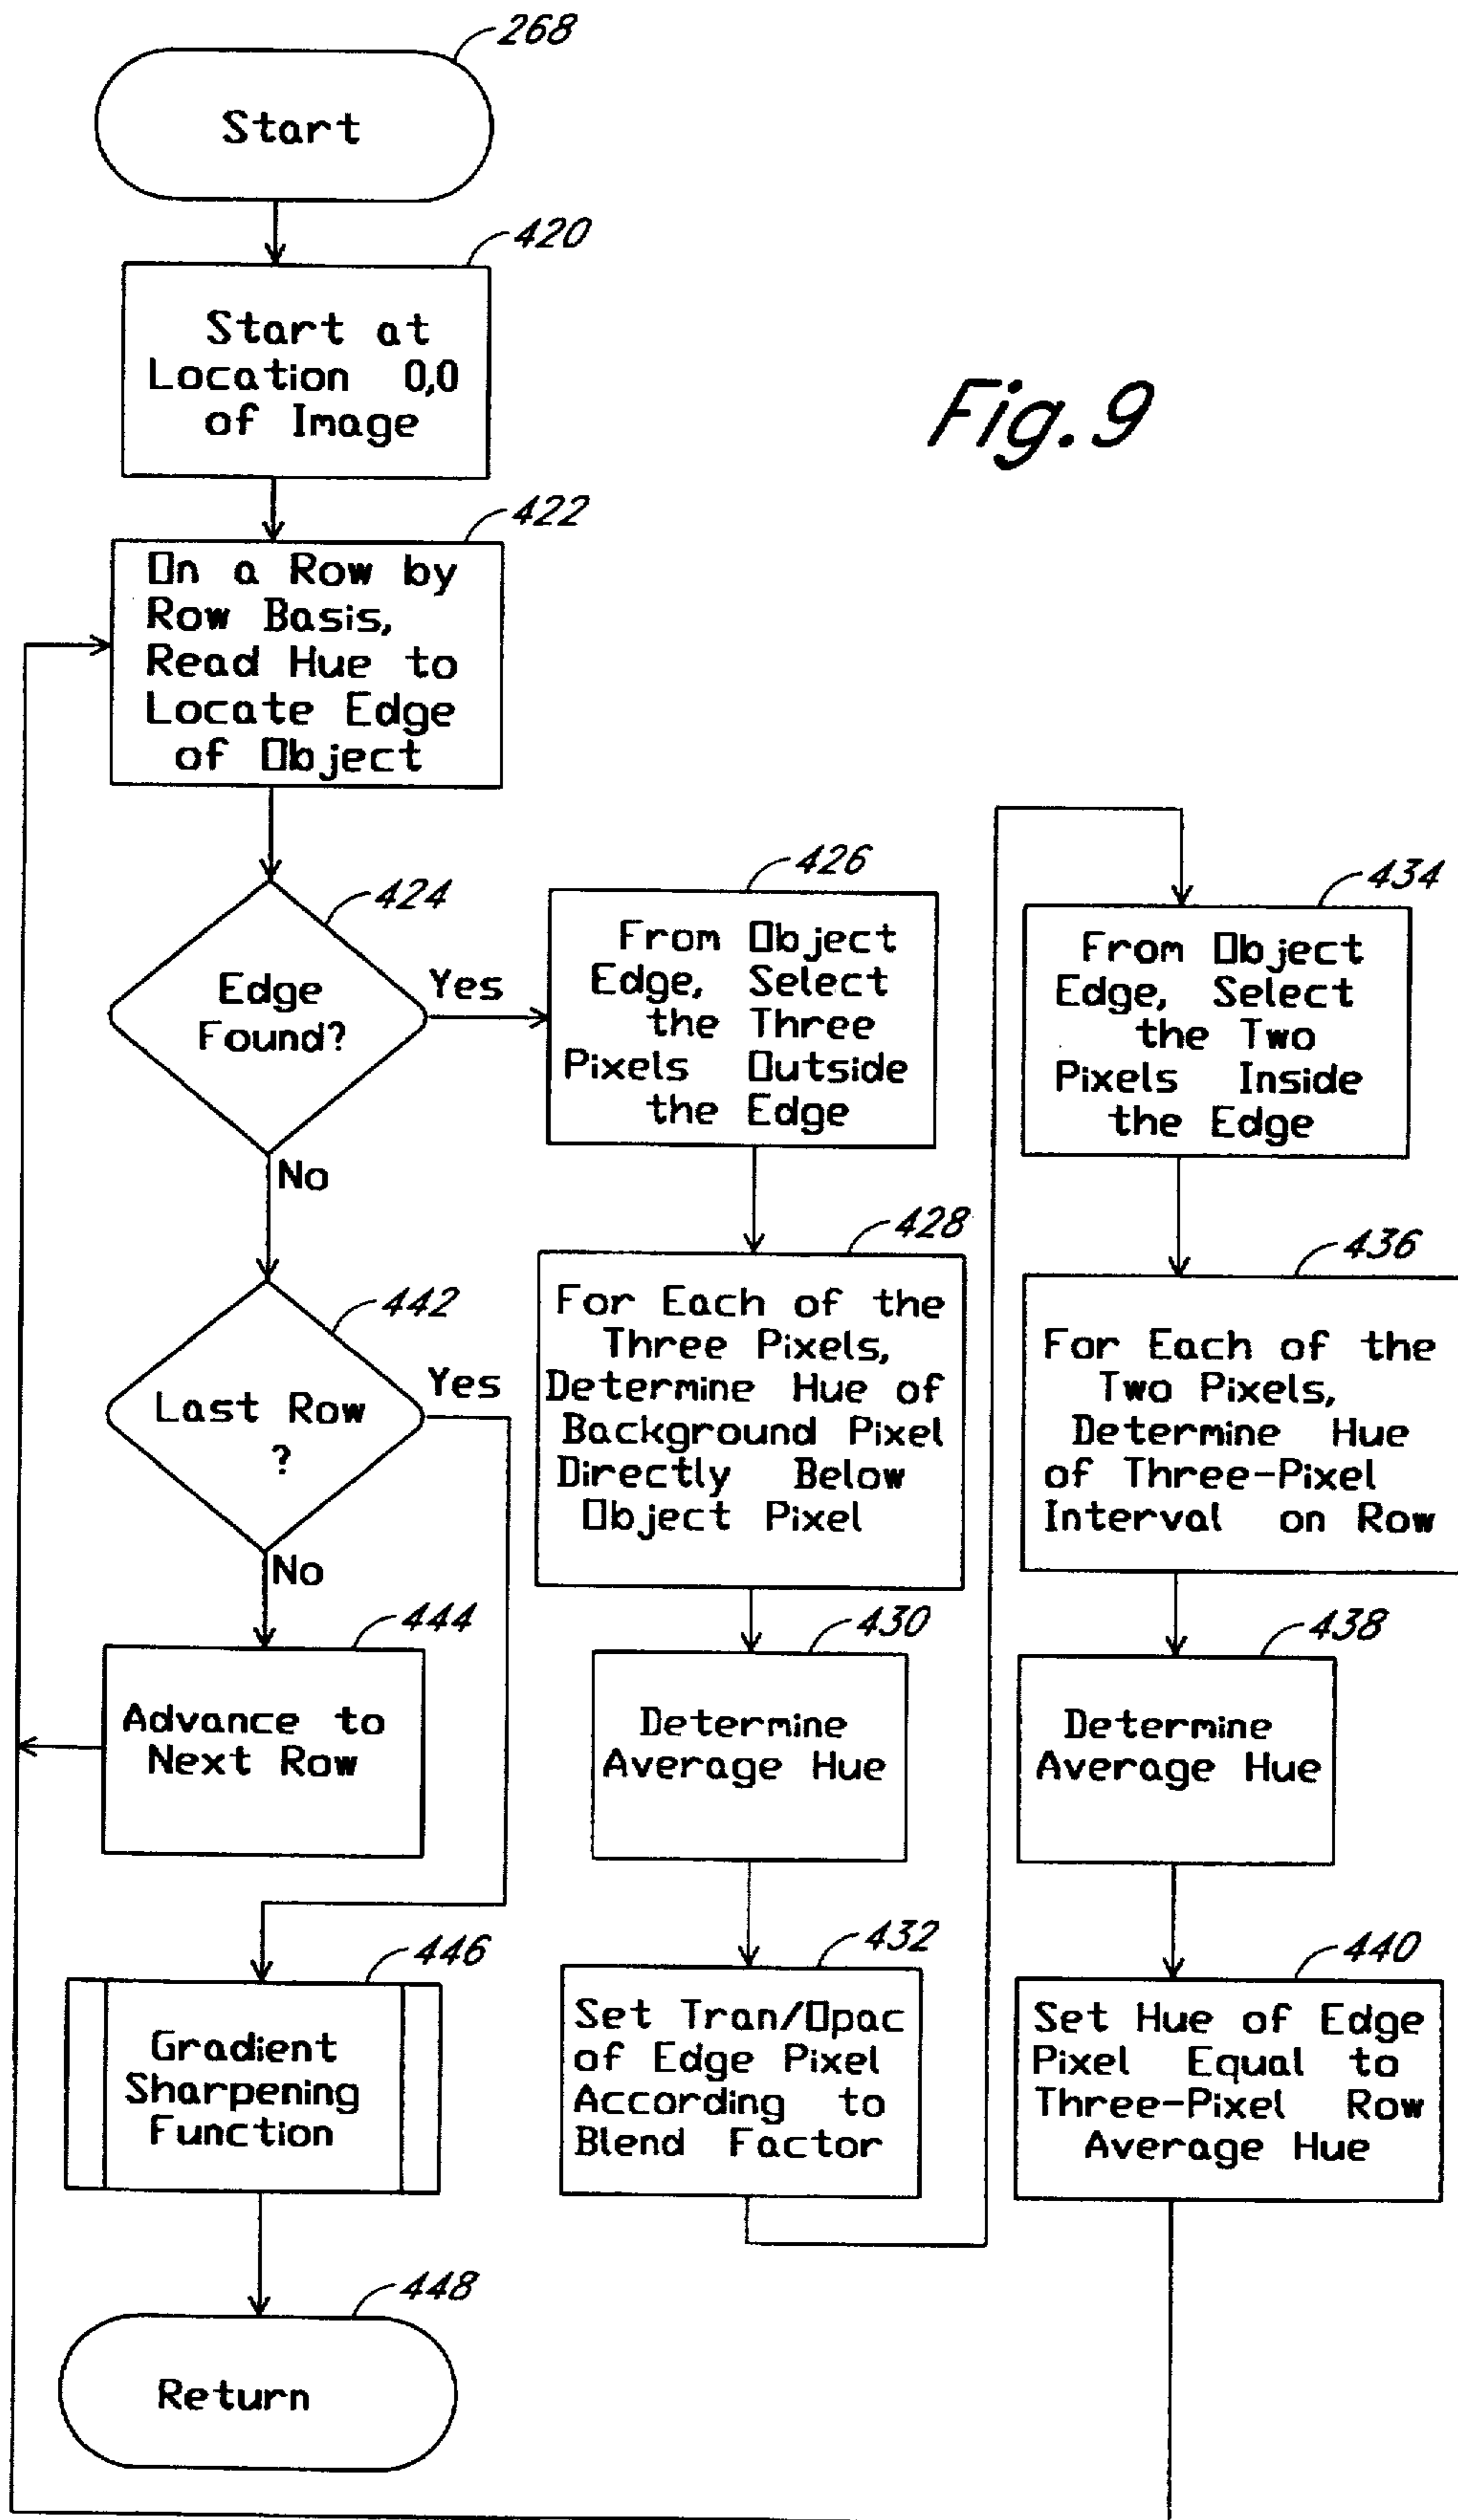 268
Start
420
Start at
Location 0,0
of Image
Fig. 9
422
On a Row by
Row Basis,
Read Hue to
Locate Edge
of Object
424
Edge
Found?
Yes
No
426
From Object
Edge, Select
the Three
Pixels Outside
the Edge
428
For Each of the
Three Pixels,
Determine Hue of
Background Pixel
Directly Below
Object Pixel
430
Determine
Average Hue
432
Set Tran/Opac
of Edge Pixel
According to
Blend Factor
434
From Object
Edge, Select
the Two
Pixels Inside
the Edge
436
For Each of the
Two Pixels,
Determine Hue
of Three-Pixel
Interval on Row
438
Determine
Average Hue
440
Set Hue of Edge
Pixel Equal to
Three-Pixel Row
Average Hue
442
Last Row
?
Yes
No
444
Advance to
Next Row
446
Gradient
Sharpening
Function
448
Return